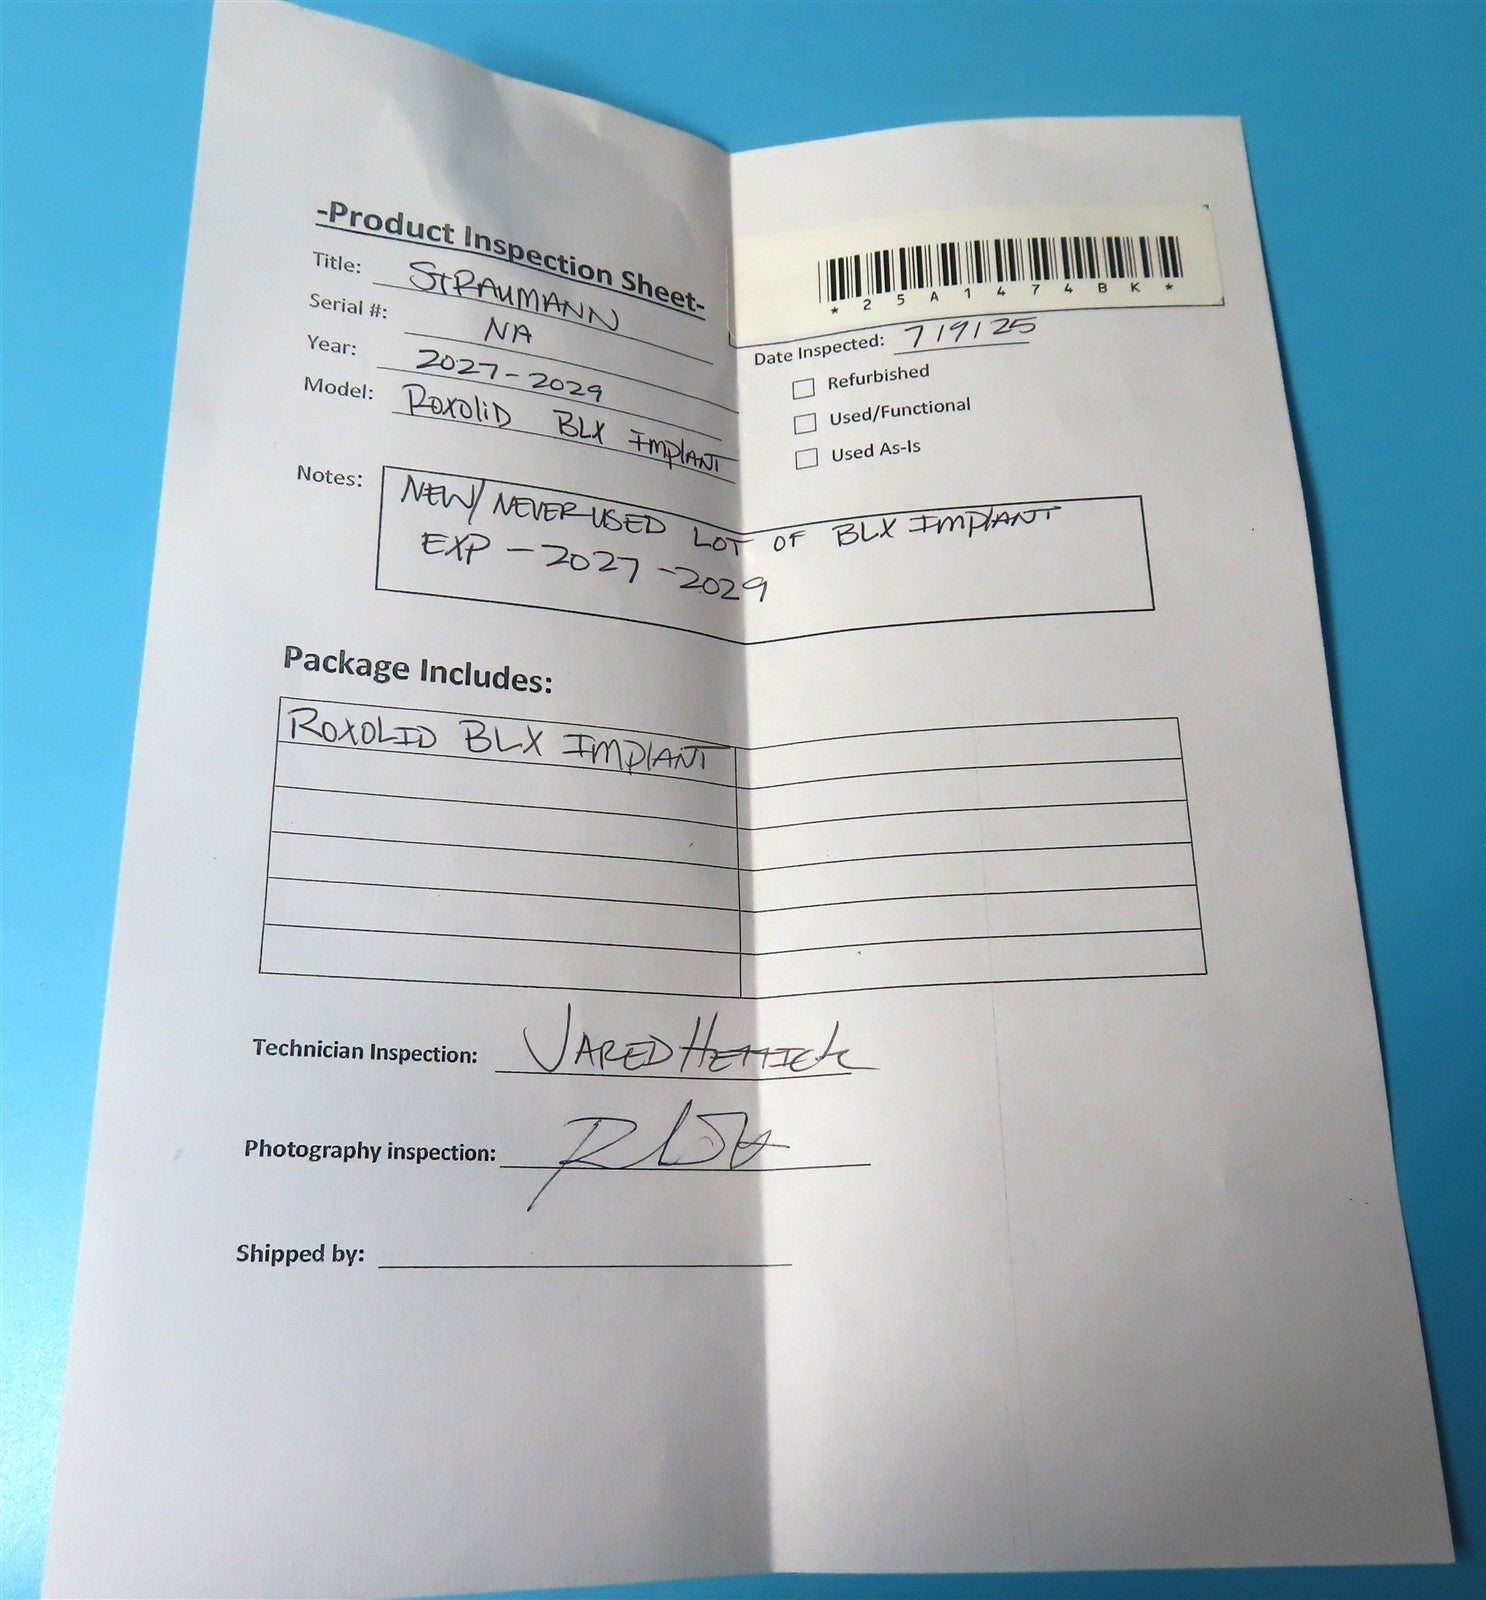 -Product Inspection Sheet-
Title: StRAUMANN
Serial #: NA
Year: 2027-2029
Model: Roxolid BLX Implant
*25A1474BK*
Date Inspected: 7/9/25
Refurbished
Used/Functional
Used As-Is
Notes: NEW/NEVER USED LOT OF BLX IMPlANT
EXP - 2027-2029
Package Includes:
ROXOLID BLX IMPlANT
Technician Inspection: JARED
Photography inspection:
Shipped by: